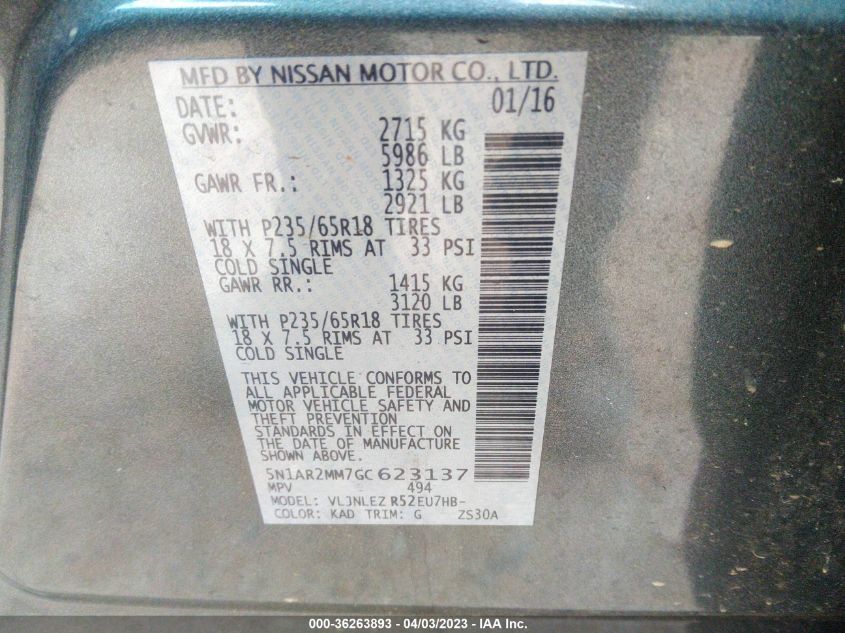 MFD BY NISSAN MOTOR CO., LTD.
DATE: 01/16
GVWR: 2715 KG
5986 LB
GAWR FR.: 1325 KG
2921 LB
WITH P235/65R18 TIRES
18 X 7.5 RIMS AT 33 PSI
COLD SINGLE
GAWR RR.: 1415 KG
3120 LB
WITH P235/65R18 TIRES
18 X 7.5 RIMS AT 33 PSI
COLD SINGLE
THIS VEHICLE CONFORMS TO
ALL APPLICABLE FEDERAL
MOTOR VEHICLE SAFETY AND
THEFT PREVENTION
STANDARDS IN EFFECT ON
THE DATE OF MANUFACTURE
SHOWN ABOVE.
5N1AR2MM7GC623137
MPV 494
MODEL: VLJNLEZ R52EU7HB-
COLOR: KAD TRIM: G ZS30A
000-36263893 - 04/03/2023 - IAA Inc.